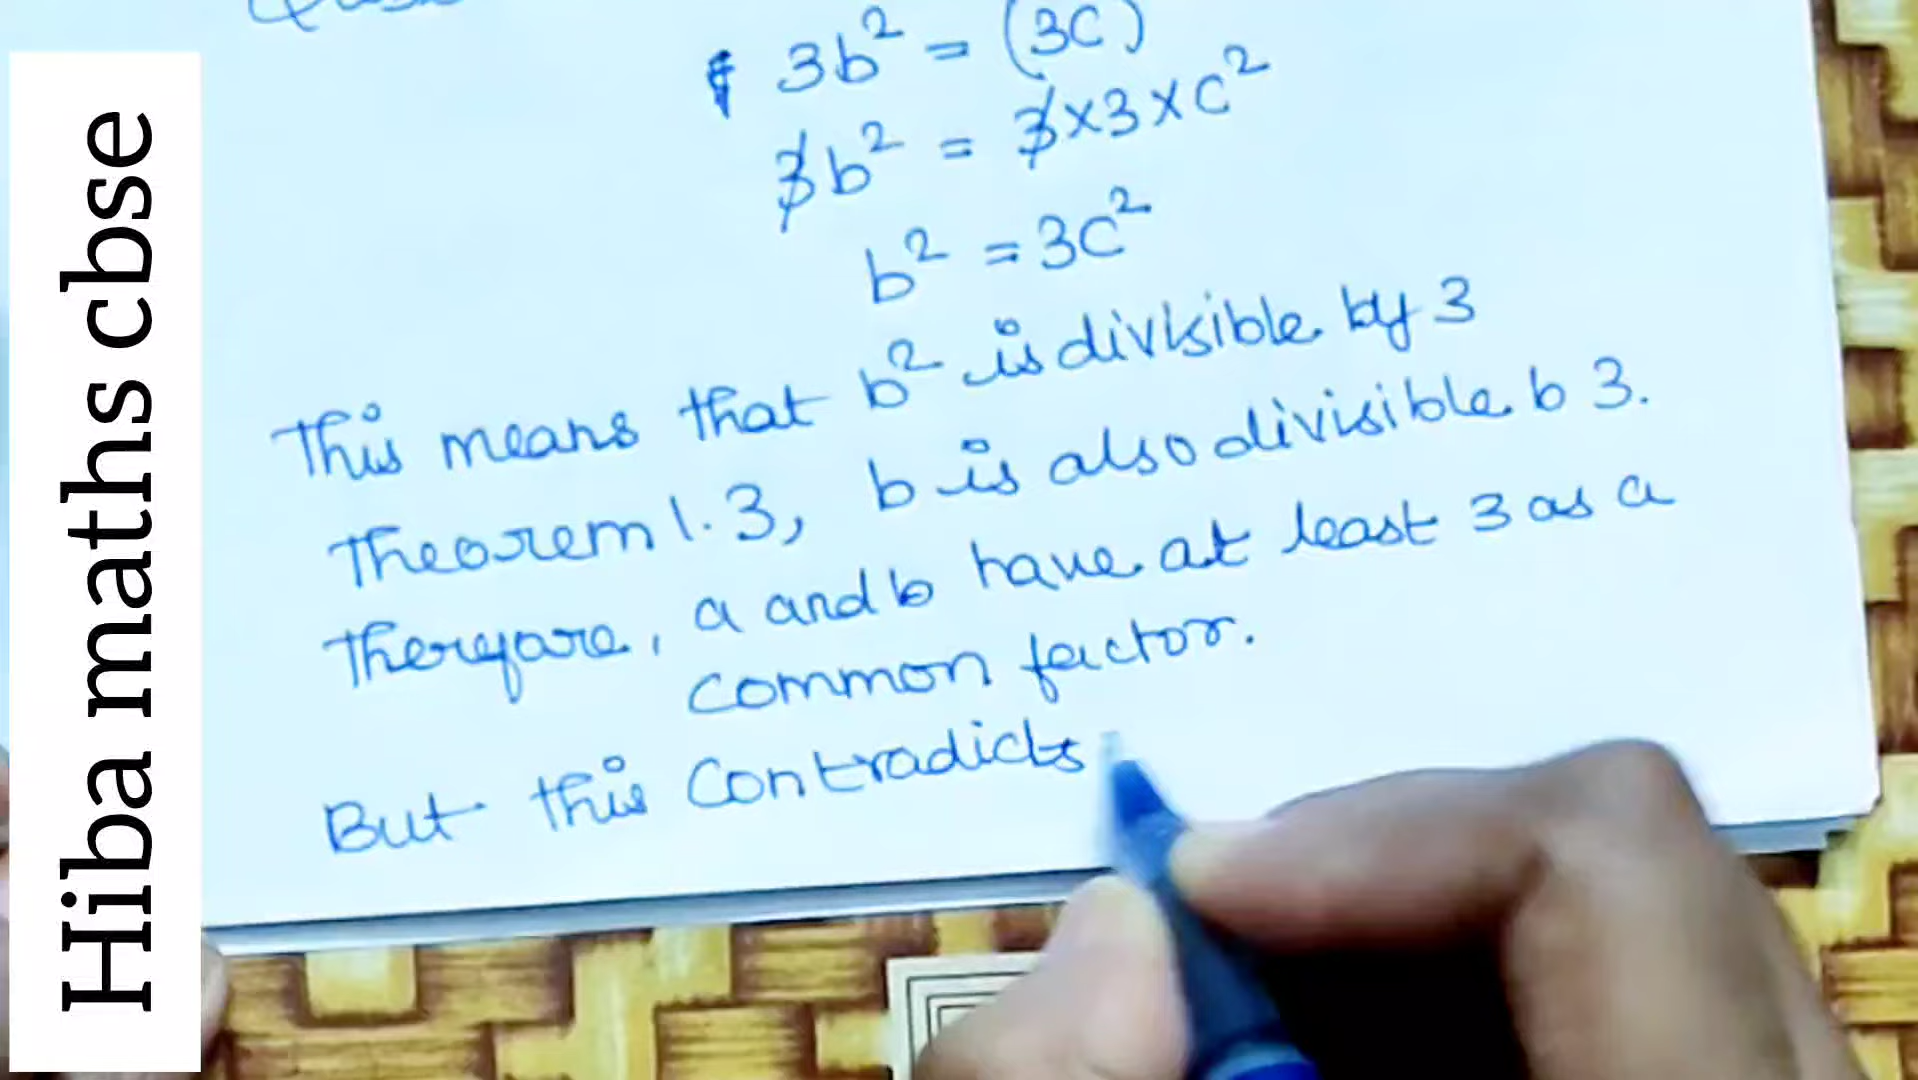 Hiba maths cbse
3b² = (3C)
3b² = 3×3×c²
b² = 3c²
This means that b² is divisible by 3
Theorem 1.3, b is also divisible b 3.
Therefore, a and b have at least 3 as a
common factor.
But this contradicts